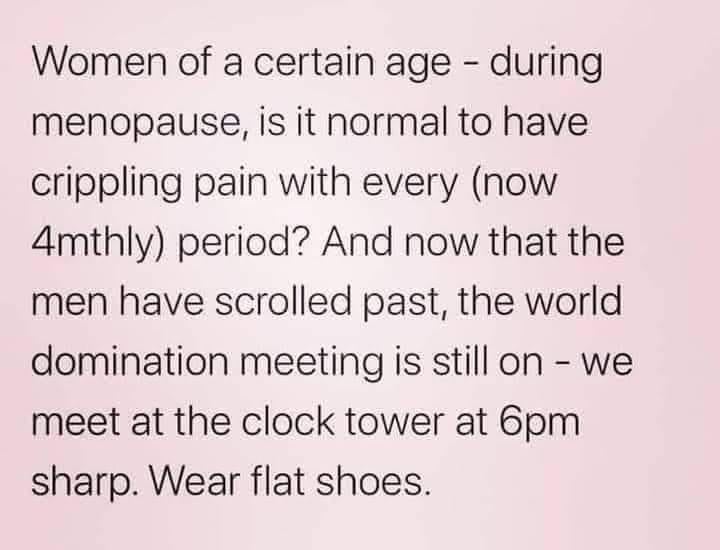 Women of a certain age - during
menopause, is it normal to have
crippling pain with every (now
4mthly) period? And now that the
men have scrolled past, the world
domination meeting is still on - we
meet at the clock tower at 6pm
sharp. Wear flat shoes.